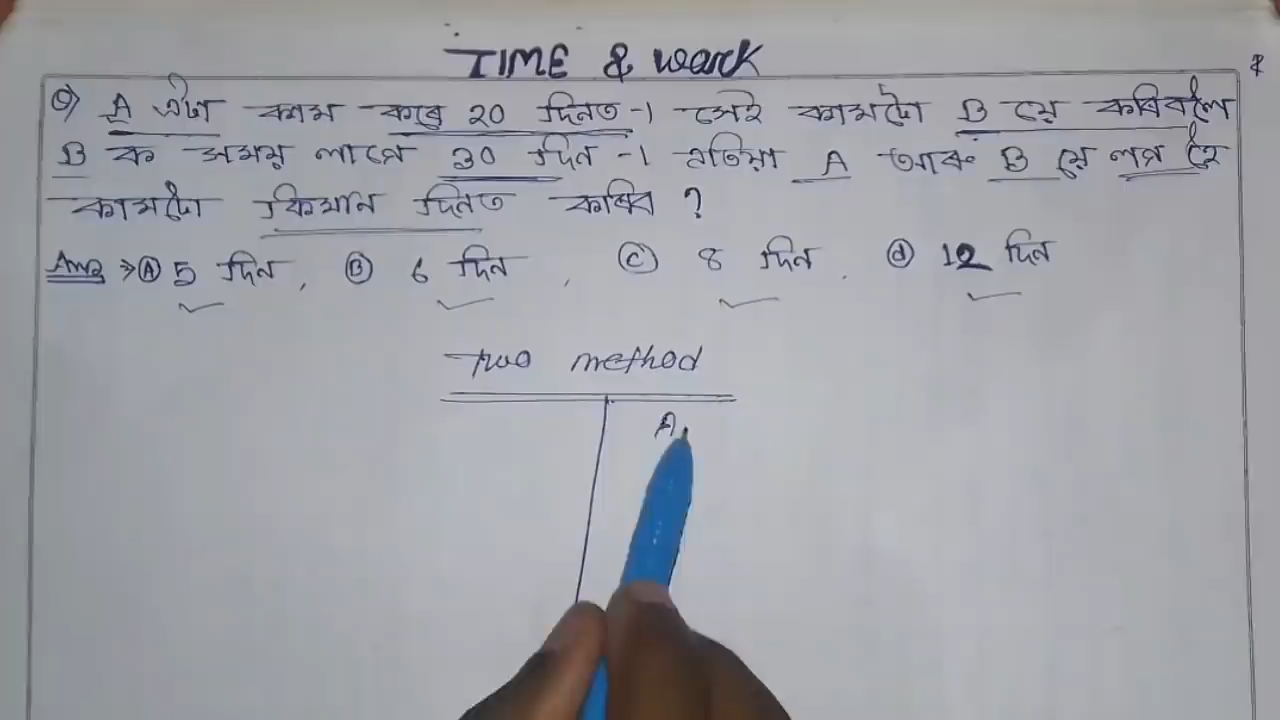 TIME & work
Q) A এটা কাম কৰে 20 দিনত -। সেই কামটো B য়ে কৰিবলৈ
B ক সময় লাগে 30 দিন -। এতিয়া A আৰু B য়ে লগ হৈ
কামটো কিমান দিনত কৰিব ?
Ans ⇒ (A) 5 দিন , (B) 6 দিন , (C) 8 দিন , (d) 12 দিন
Two method
A